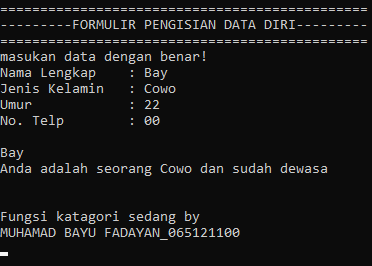 ==============================================
---------FORMULIR PENGISIAN DATA DIRI---------
==============================================
masukan data dengan benar!
Nama Lengkap    : Bay
Jenis Kelamin   : Cowo
Umur            : 22
No. Telp        : 00
Bay
Anda adalah seorang Cowo dan sudah dewasa
Fungsi katagori sedang by
MUHAMAD BAYU FADAYAN_065121100